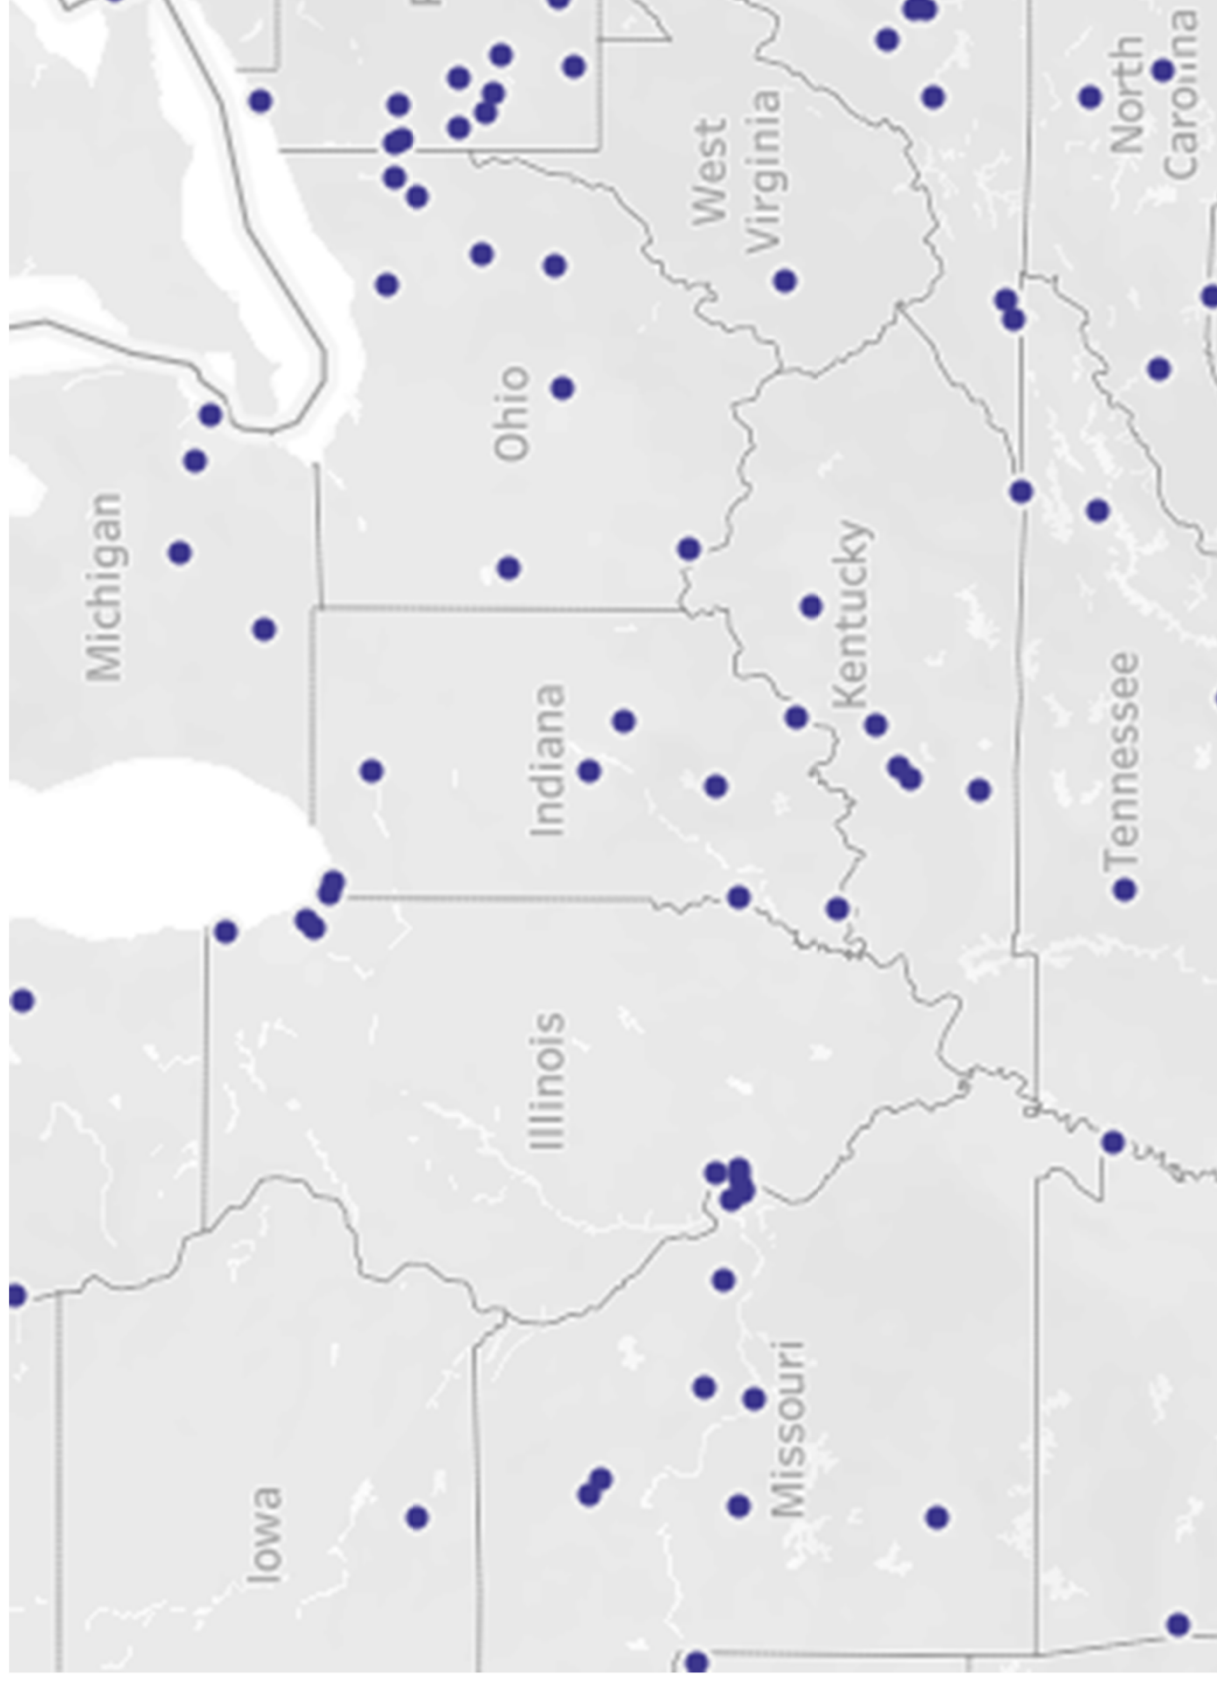 Michigan
Ohio
West
Virginia
North
Carolina
Indiana
Kentucky
Tennessee
Illinois
Iowa
Missouri